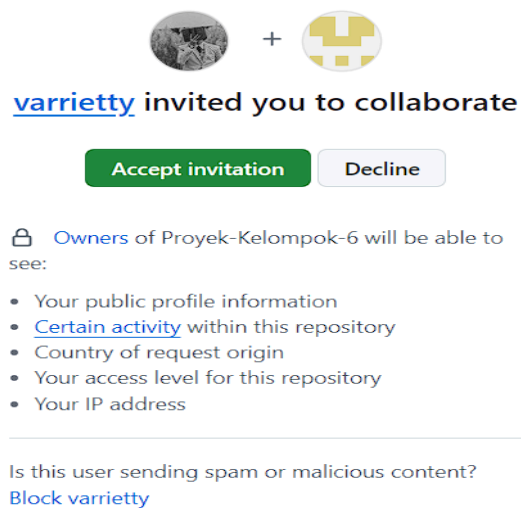 +
varrietty invited you to collaborate
Accept invitation Decline
Owners of Proyek-Kelompok-6 will be able to
see:
• Your public profile information
• Certain activity within this repository
• Country of request origin
• Your access level for this repository
• Your IP address
Is this user sending spam or malicious content?
Block varrietty